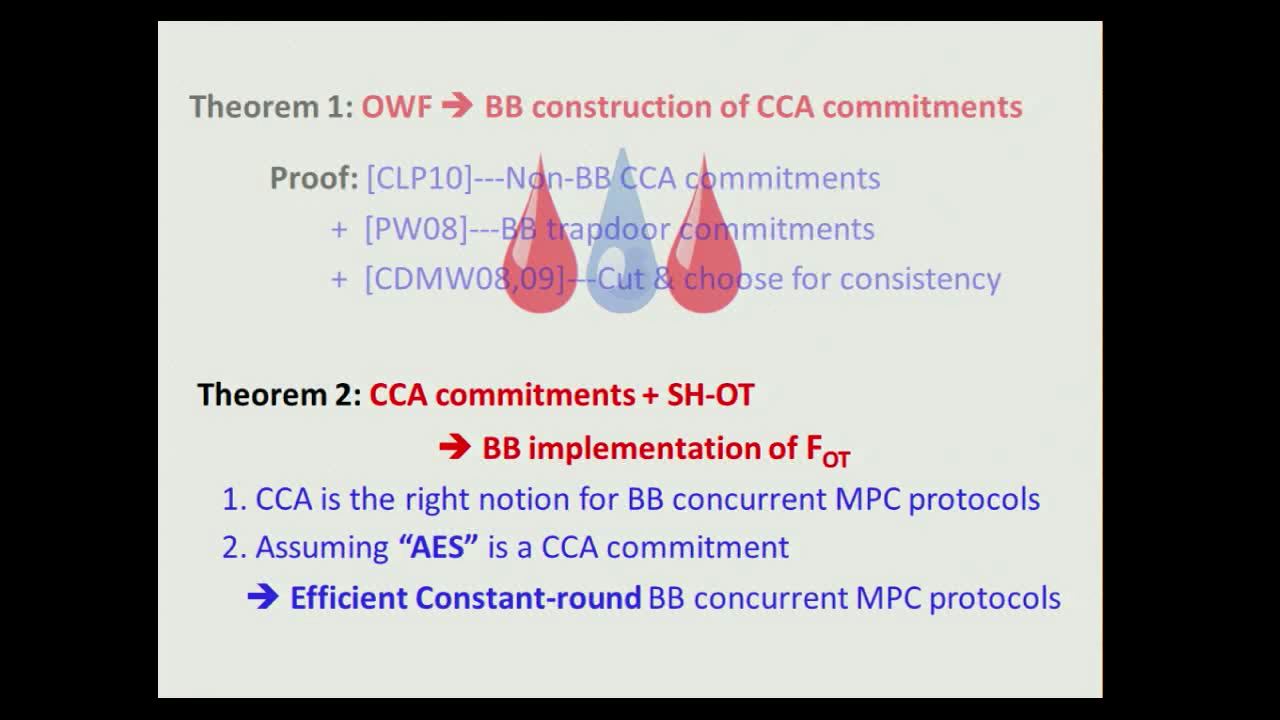 Theorem 1: OWF ➔ BB construction of CCA commitments
Proof: [CLP10]---Non-BB CCA commitments
+ [PW08]---BB trapdoor commitments
+ [CDMW08,09]---Cut & choose for consistency
Theorem 2: CCA commitments + SH-OT
➔ BB implementation of F_OT
1. CCA is the right notion for BB concurrent MPC protocols
2. Assuming “AES” is a CCA commitment
➔ Efficient Constant-round BB concurrent MPC protocols